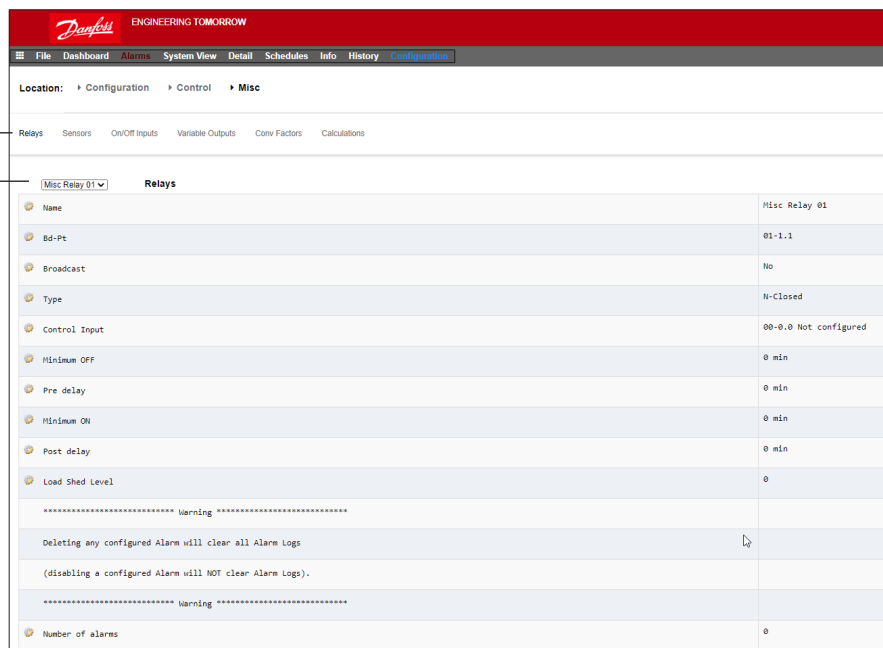 Danfoss ENGINEERING TOMORROW
File Dashboard Alarms System View Detail Schedules Info History Configuration
Location: Configuration Control Misc
Relays Sensors On/Off Inputs Variable Outputs Conv Factors Calculations
Misc Relay 01 Relays
Name Misc Relay 01
Bd-Pt 01-1.1
Broadcast No
Type N-Closed
Control Input 00-0.0 Not configured
Minimum OFF 0 min
Pre delay 0 min
Minimum ON 0 min
Post delay 0 min
Load Shed Level 0
**************************** Warning ****************************
Deleting any configured Alarm will clear all Alarm Logs
(disabling a configured Alarm will NOT clear Alarm Logs).
**************************** Warning ****************************
Number of alarms 0